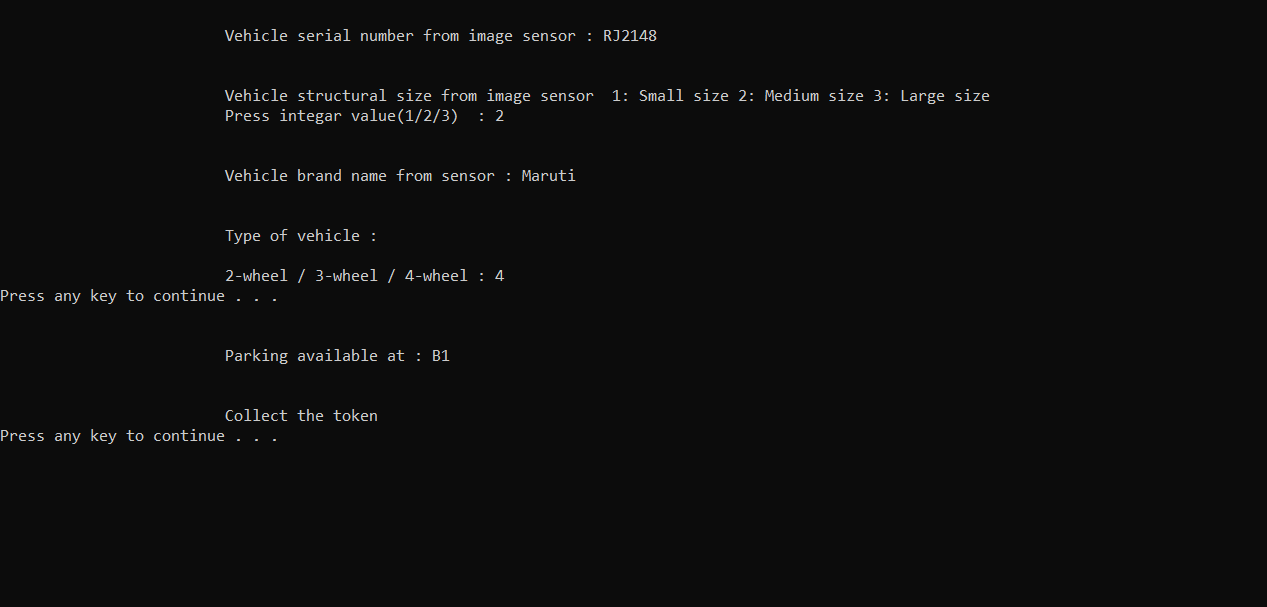 Vehicle serial number from image sensor : RJ2148
Vehicle structural size from image sensor  1: Small size 2: Medium size 3: Large size
Press integar value(1/2/3)  : 2
Vehicle brand name from sensor : Maruti
Type of vehicle :
2-wheel / 3-wheel / 4-wheel : 4
Press any key to continue . . .
Parking available at : B1
Collect the token
Press any key to continue . . .